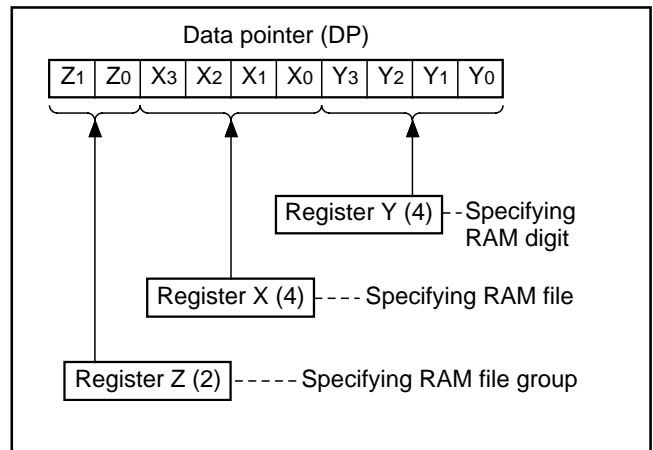 Data pointer (DP)
Z1 Z0 X3 X2 X1 X0 Y3 Y2 Y1 Y0
Register Y (4) Specifying
RAM digit
Register X (4) Specifying RAM file
Register Z (2) Specifying RAM file group